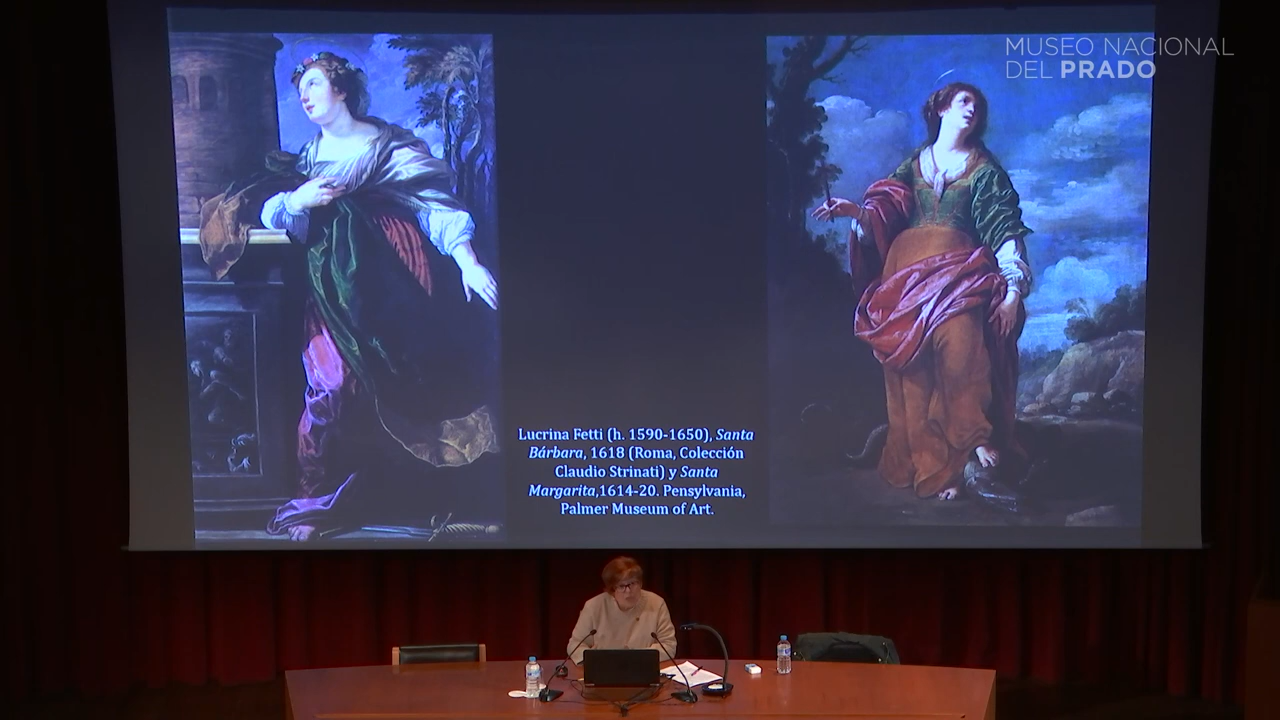 MUSEO NACIONAL
DEL PRADO
Lucrina Fetti (h. 1590-1650), Santa
Bárbara, 1618 (Roma, Colección
Claudio Strinati) y Santa
Margarita,1614-20. Pensylvania,
Palmer Museum of Art.